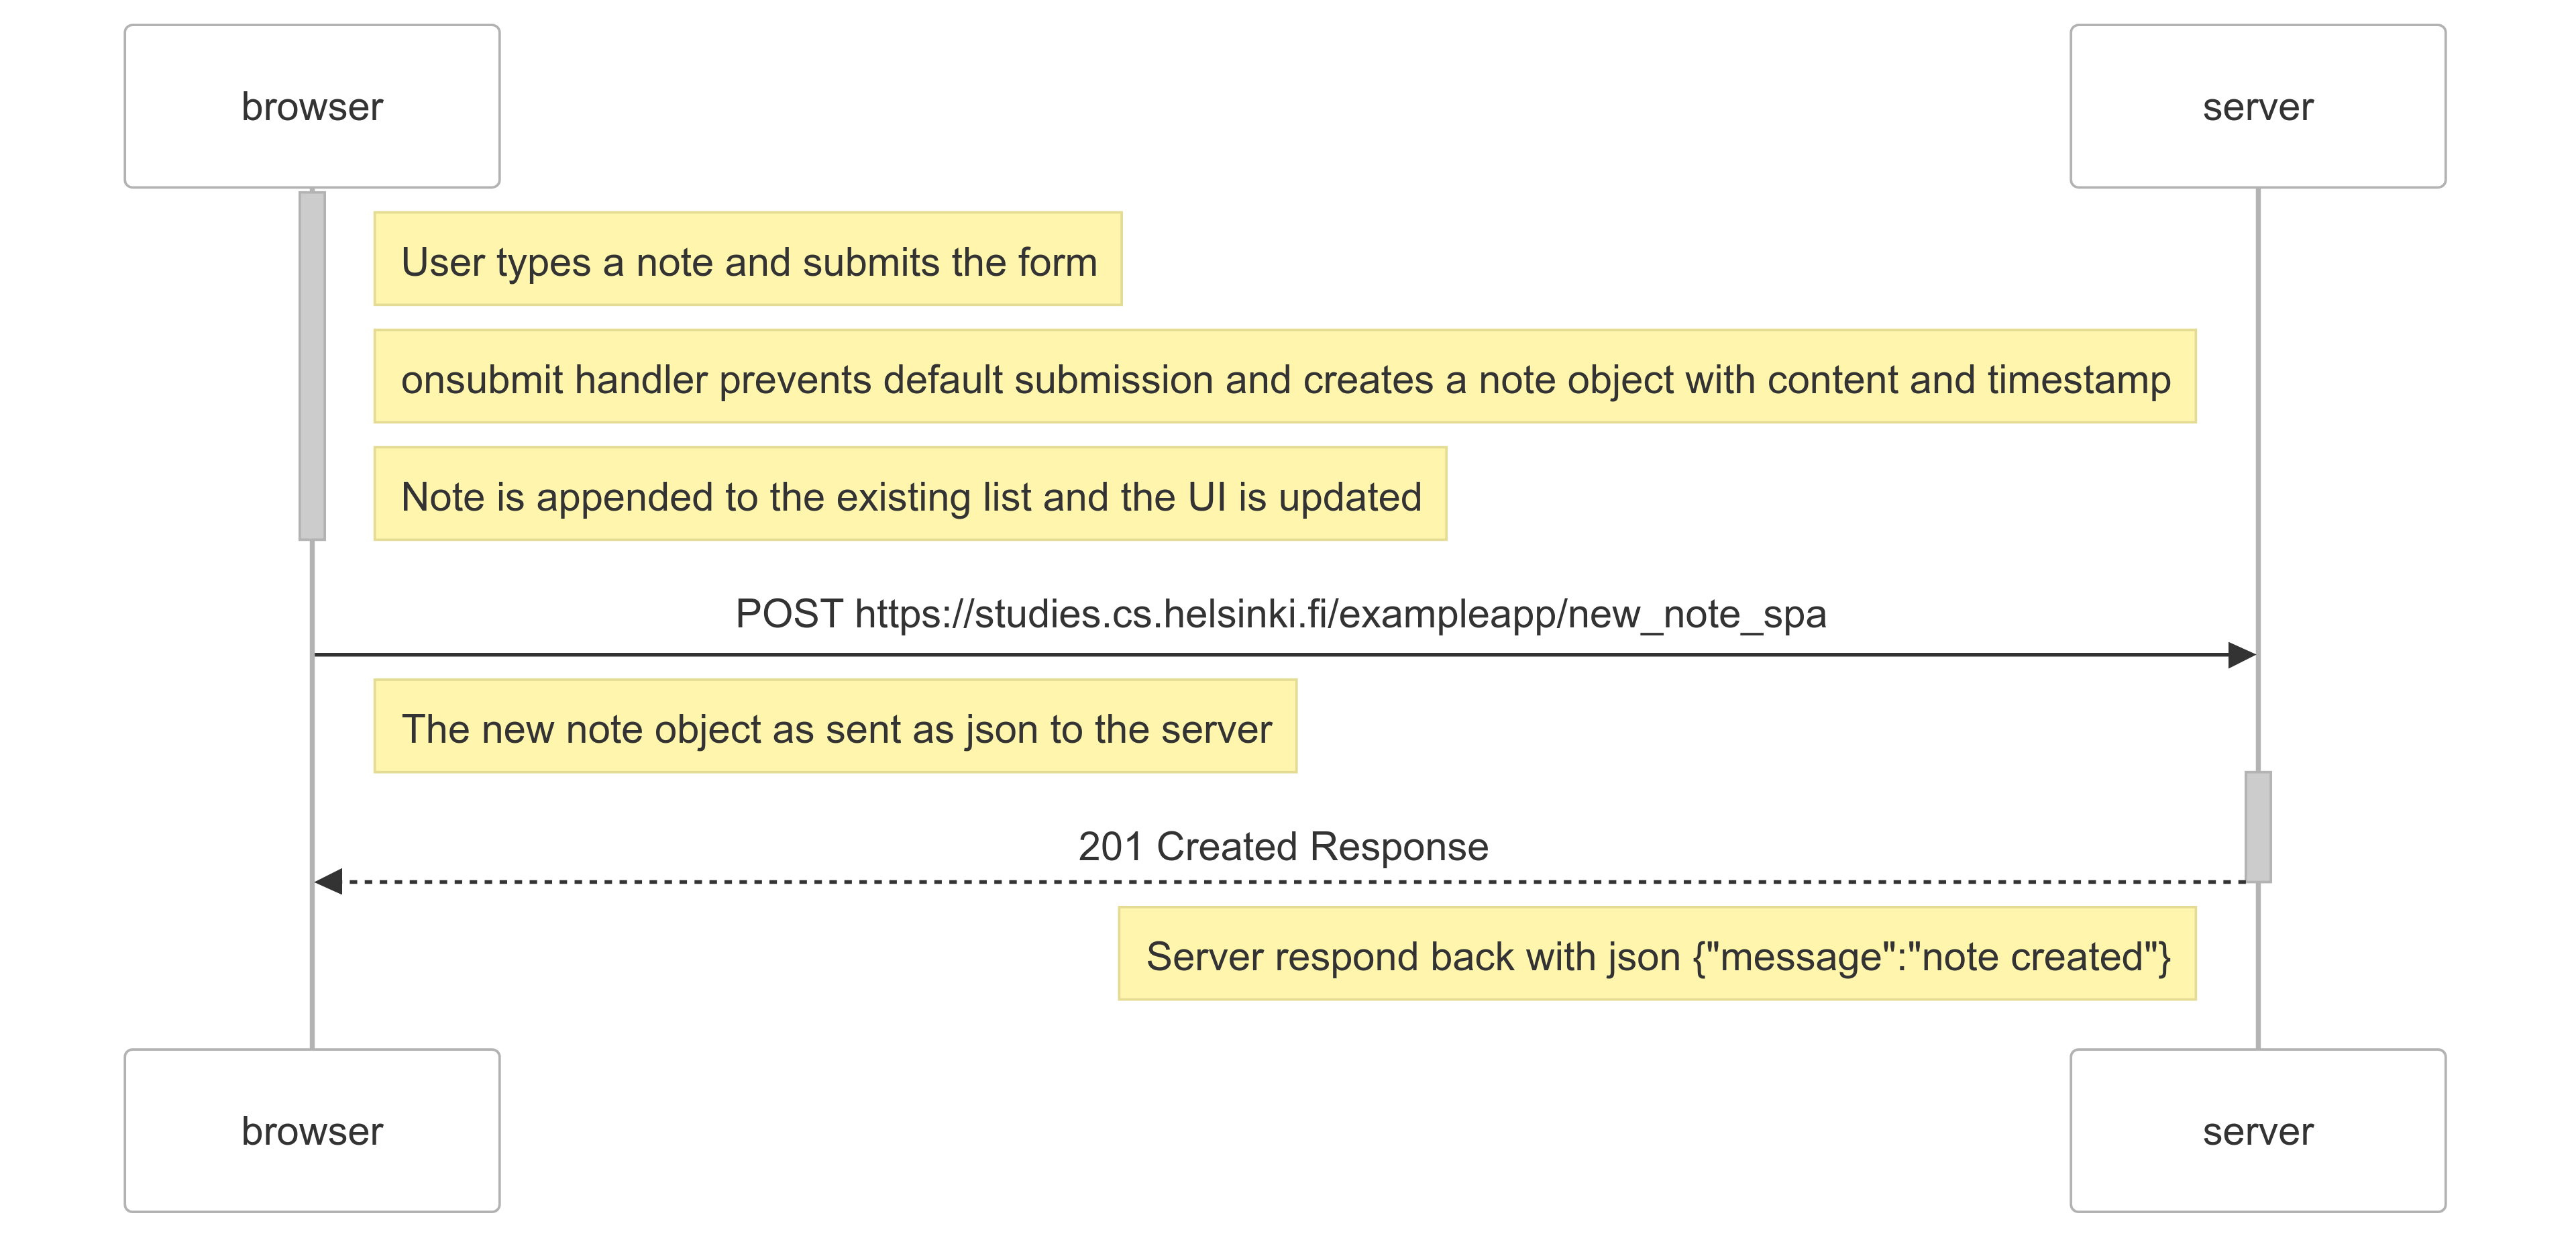 browser
server
User types a note and submits the form
onsubmit handler prevents default submission and creates a note object with content and timestamp
Note is appended to the existing list and the UI is updated
POST https://studies.cs.helsinki.fi/exampleapp/new_note_spa
The new note object as sent as json to the server
201 Created Response
Server respond back with json {"message":"note created"}
browser
server